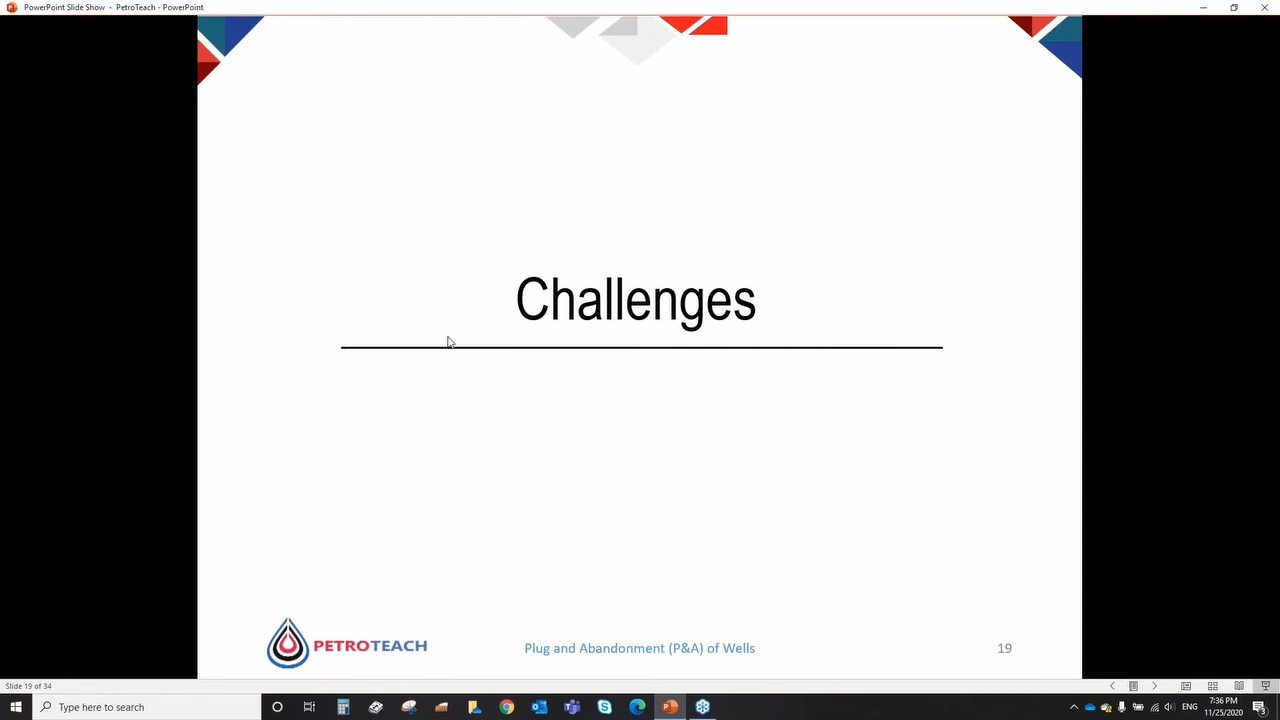 PowerPoint Slide Show - PetroTeach - PowerPoint
Challenges
PETROTEACH
Plug and Abandonment (P&A) of Wells
19
Slide 19 of 34
Type here to search
ENG
7:36 PM
11/25/2020
3